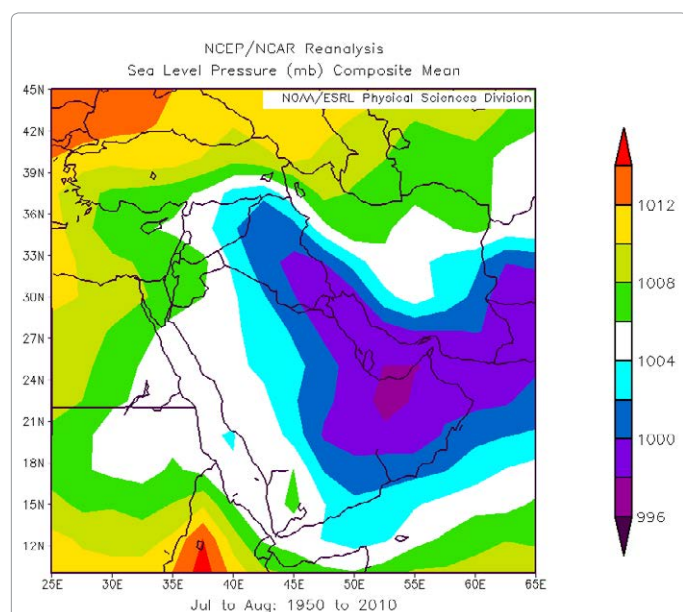 NCEP/NCAR Reanalysis
Sea Level Pressure (mb) Composite Mean
NOAA/ESRL Physical Sciences Division
45N
42N
39N
36N
33N
30N
27N
24N
21N
18N
15N
12N
25E 30E 35E 40E 45E 50E 55E 60E 65E
Jul to Aug: 1950 to 2010
1012
1008
1004
1000
996